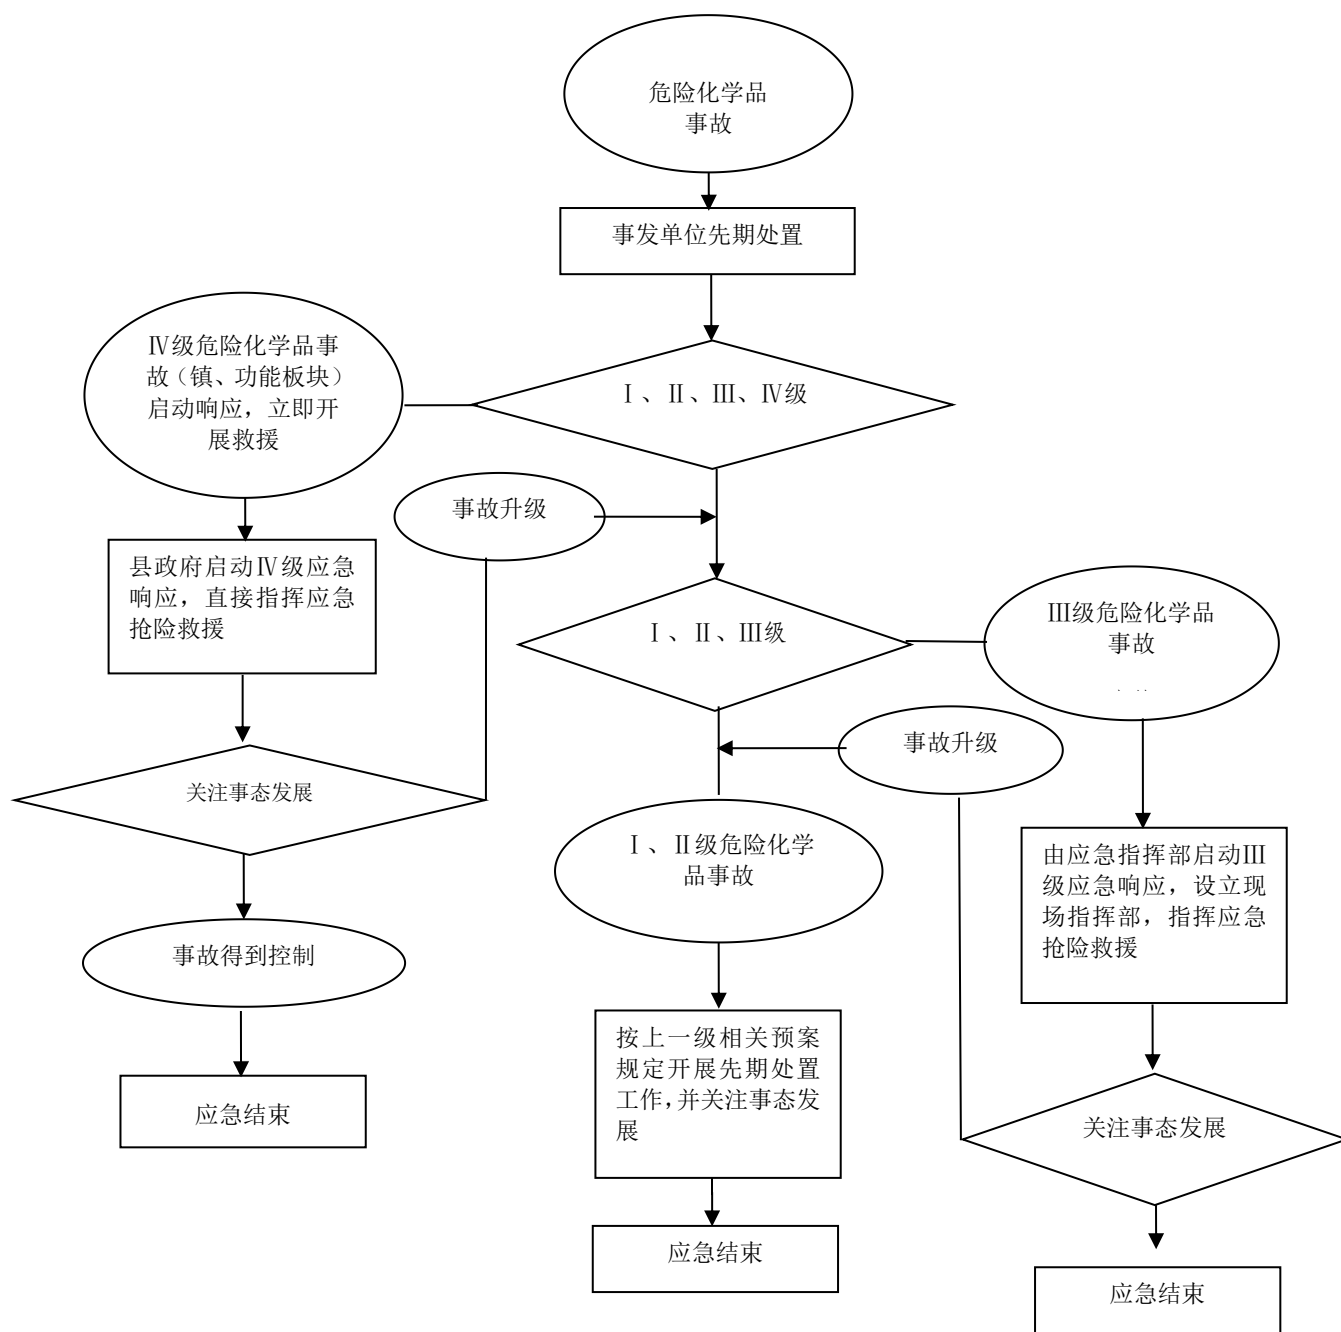 危险化学品
事故
事发单位先期处置
Ⅳ级危险化学品事
故（镇、功能板块）
启动响应，立即开
展救援
Ⅰ、Ⅱ、Ⅲ、Ⅳ级
事故升级
县政府启动Ⅳ级应急
响应，直接指挥应急
抢险救援
Ⅰ、Ⅱ、Ⅲ级
Ⅲ级危险化学品
事故
事故升级
关注事态发展
Ⅰ、Ⅱ级危险化学
品事故
由应急指挥部启动Ⅲ
级应急响应，设立现
场指挥部，指挥应急
抢险救援
事故得到控制
按上一级相关预案
规定开展先期处置
工作，并关注事态发
展
应急结束
关注事态发展
应急结束
应急结束